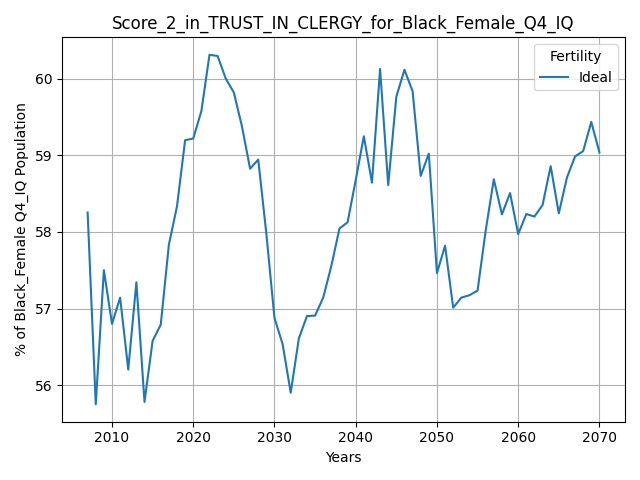 Score_2_in_TRUST_IN_CLERGY_for_Black_Female_Q4_IQ
Fertility
Ideal
% of Black_Female Q4_IQ Population
60
59
58
57
56
2010 2020 2030 2040 2050 2060 2070
Years